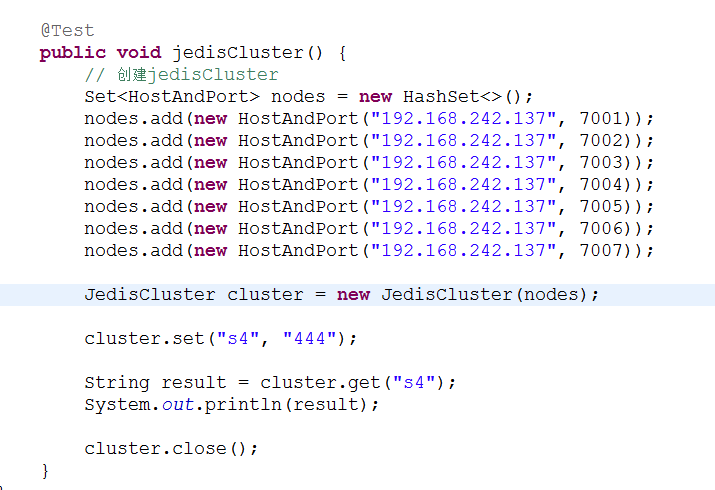 @Test
public void jedisCluster() {
// 创建jedisCluster
Set<HostAndPort> nodes = new HashSet<>();
nodes.add(new HostAndPort("192.168.242.137", 7001));
nodes.add(new HostAndPort("192.168.242.137", 7002));
nodes.add(new HostAndPort("192.168.242.137", 7003));
nodes.add(new HostAndPort("192.168.242.137", 7004));
nodes.add(new HostAndPort("192.168.242.137", 7005));
nodes.add(new HostAndPort("192.168.242.137", 7006));
nodes.add(new HostAndPort("192.168.242.137", 7007));
JedisCluster cluster = new JedisCluster(nodes);
cluster.set("s4", "444");
String result = cluster.get("s4");
System.out.println(result);
cluster.close();
}